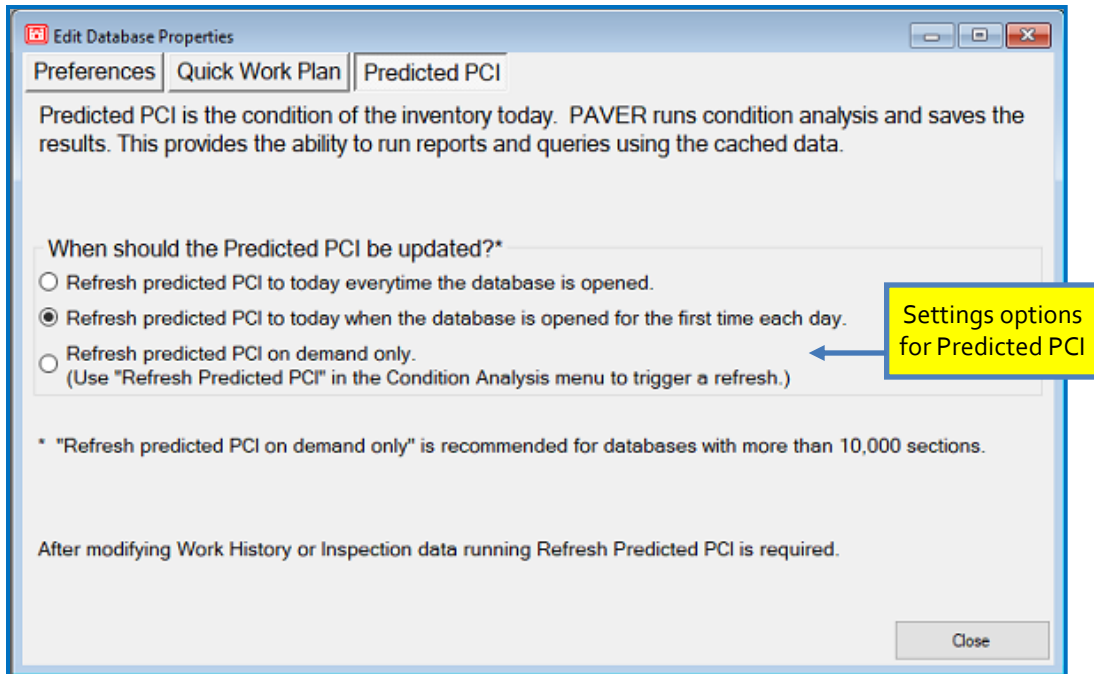 Edit Database Properties
Preferences
Quick Work Plan
Predicted PCI
Predicted PCI is the condition of the inventory today.  PAVER runs condition analysis and saves the
results. This provides the ability to run reports and queries using the cached data.
When should the Predicted PCI be updated?*
Refresh predicted PCI to today everytime the database is opened.
Refresh predicted PCI to today when the database is opened for the first time each day.
Refresh predicted PCI on demand only.
(Use "Refresh Predicted PCI" in the Condition Analysis menu to trigger a refresh.)
Settings options
for Predicted PCI
* "Refresh predicted PCI on demand only" is recommended for databases with more than 10,000 sections.
After modifying Work History or Inspection data running Refresh Predicted PCI is required.
Close